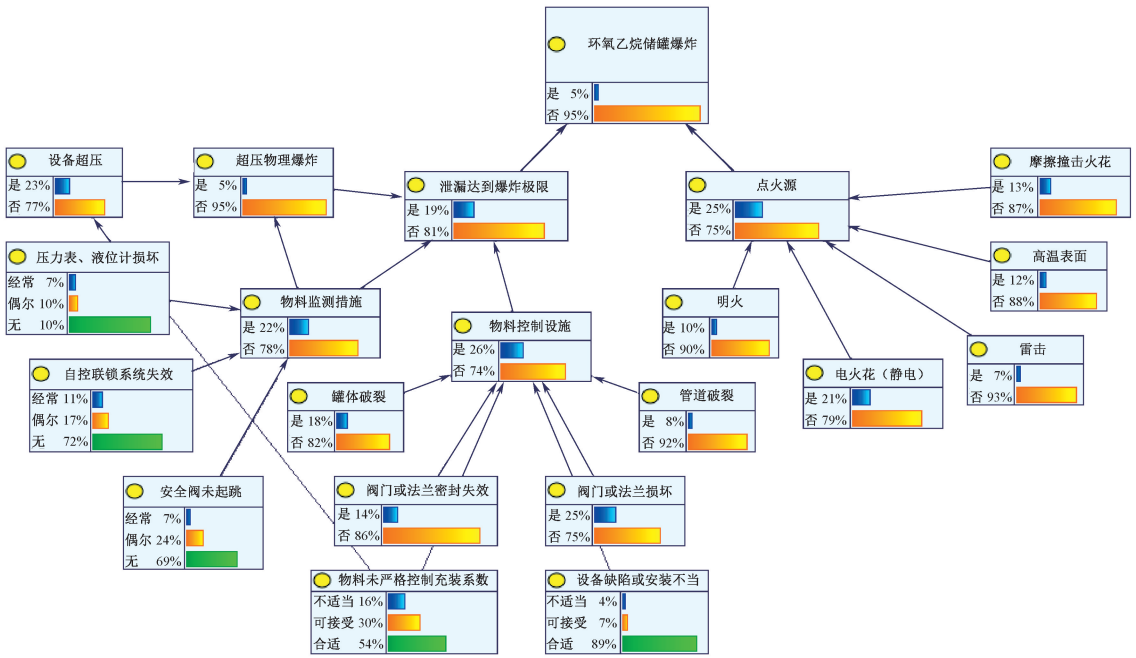 环氧乙烷储罐爆炸
是 5%
否 95%
设备超压
是 23%
否 77%
超压物理爆炸
是 5%
否 95%
泄漏达到爆炸极限
是 19%
否 81%
点火源
是 25%
否 75%
摩擦撞击火花
是 13%
否 87%
压力表、液位计损坏
经常 7%
偶尔 10%
无 10%
高温表面
是 12%
否 88%
物料监测措施
是 22%
否 78%
物料控制设施
是 26%
否 74%
明火
是 10%
否 90%
雷击
是 7%
否 93%
自控联锁系统失效
经常 11%
偶尔 17%
无 72%
罐体破裂
是 18%
否 82%
管道破裂
是 8%
否 92%
电火花（静电）
是 21%
否 79%
安全阀未起跳
经常 7%
偶尔 24%
无 69%
阀门或法兰密封失效
是 14%
否 86%
阀门或法兰损坏
是 25%
否 75%
物料未严格控制充装系数
不适当 16%
可接受 30%
合适 54%
设备缺陷或安装不当
不适当 4%
可接受 7%
合适 89%